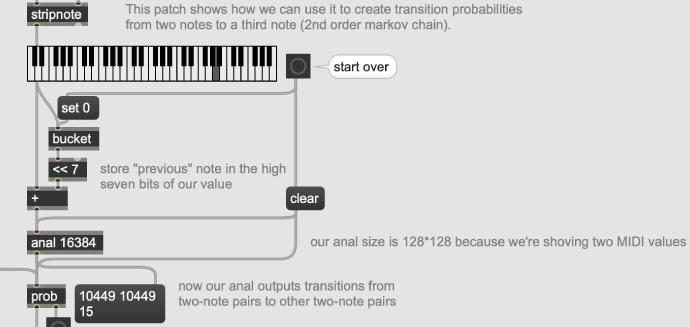 This patch shows how we can use it to create transition probabilities
stripnote
from two notes to a third note (2nd order markov chain).
start over
set 0
bucket
<< 7
store "previous" note in the high
seven bits of our value
+
clear
anal 16384
our anal size is 128*128 because we're shoving two MIDI values
now our anal outputs transitions from
two-note pairs to other two-note pairs
prob
10449 10449
15